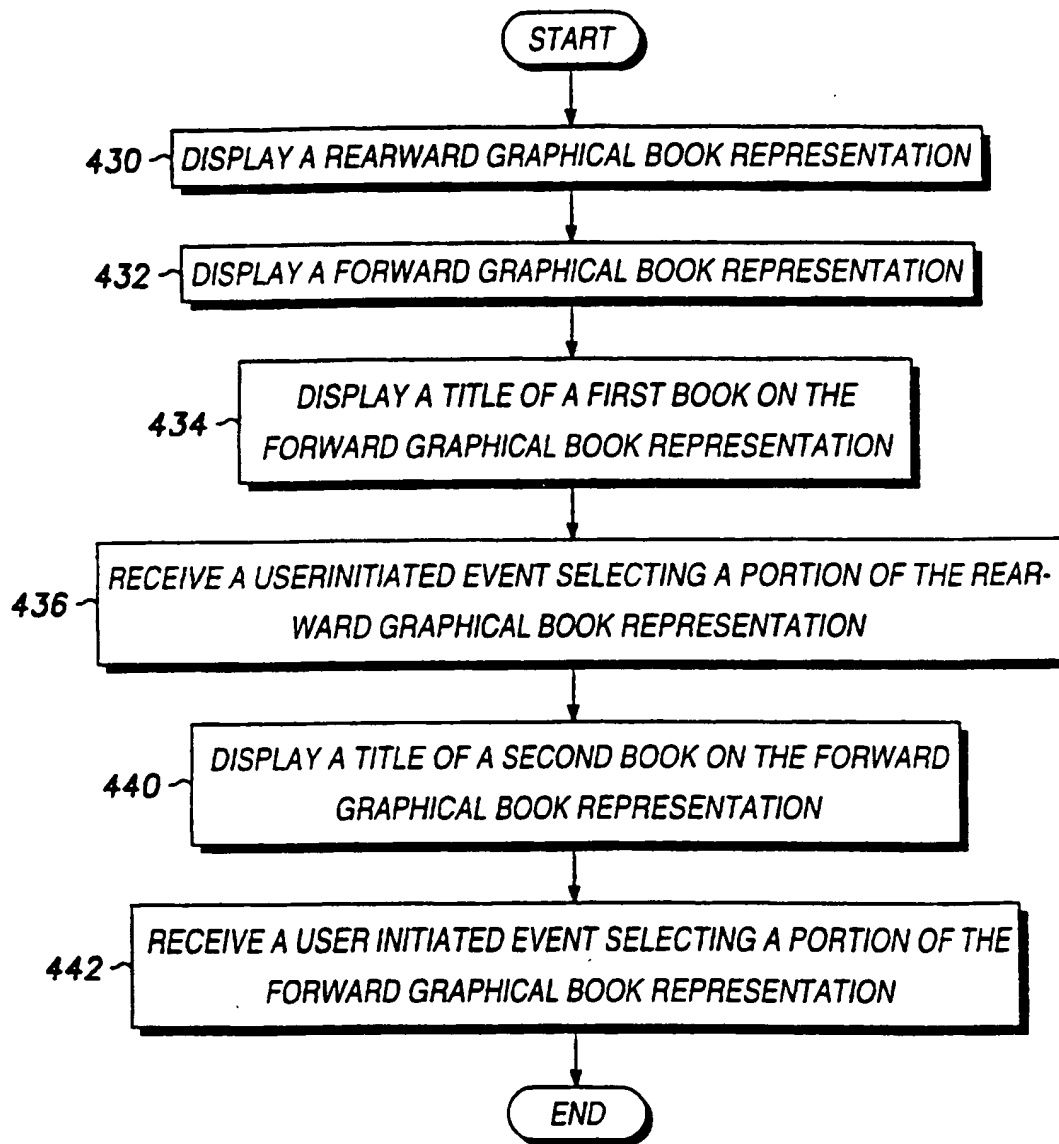 START
430 DISPLAY A REARWARD GRAPHICAL BOOK REPRESENTATION
432 DISPLAY A FORWARD GRAPHICAL BOOK REPRESENTATION
DISPLAY A TITLE OF A FIRST BOOK ON THE
434
FORWARD GRAPHICAL BOOK REPRESENTATION
RECEIVE A USERINITIATED EVENT SELECTING A PORTION OF THE REAR-
436
WARD GRAPHICAL BOOK REPRESENTATION
DISPLAY A TITLE OF A SECOND BOOK ON THE FORWARD
440
GRAPHICAL BOOK REPRESENTATION
RECEIVE A USER INITIATED EVENT SELECTING A PORTION OF THE
442
FORWARD GRAPHICAL BOOK REPRESENTATION
END